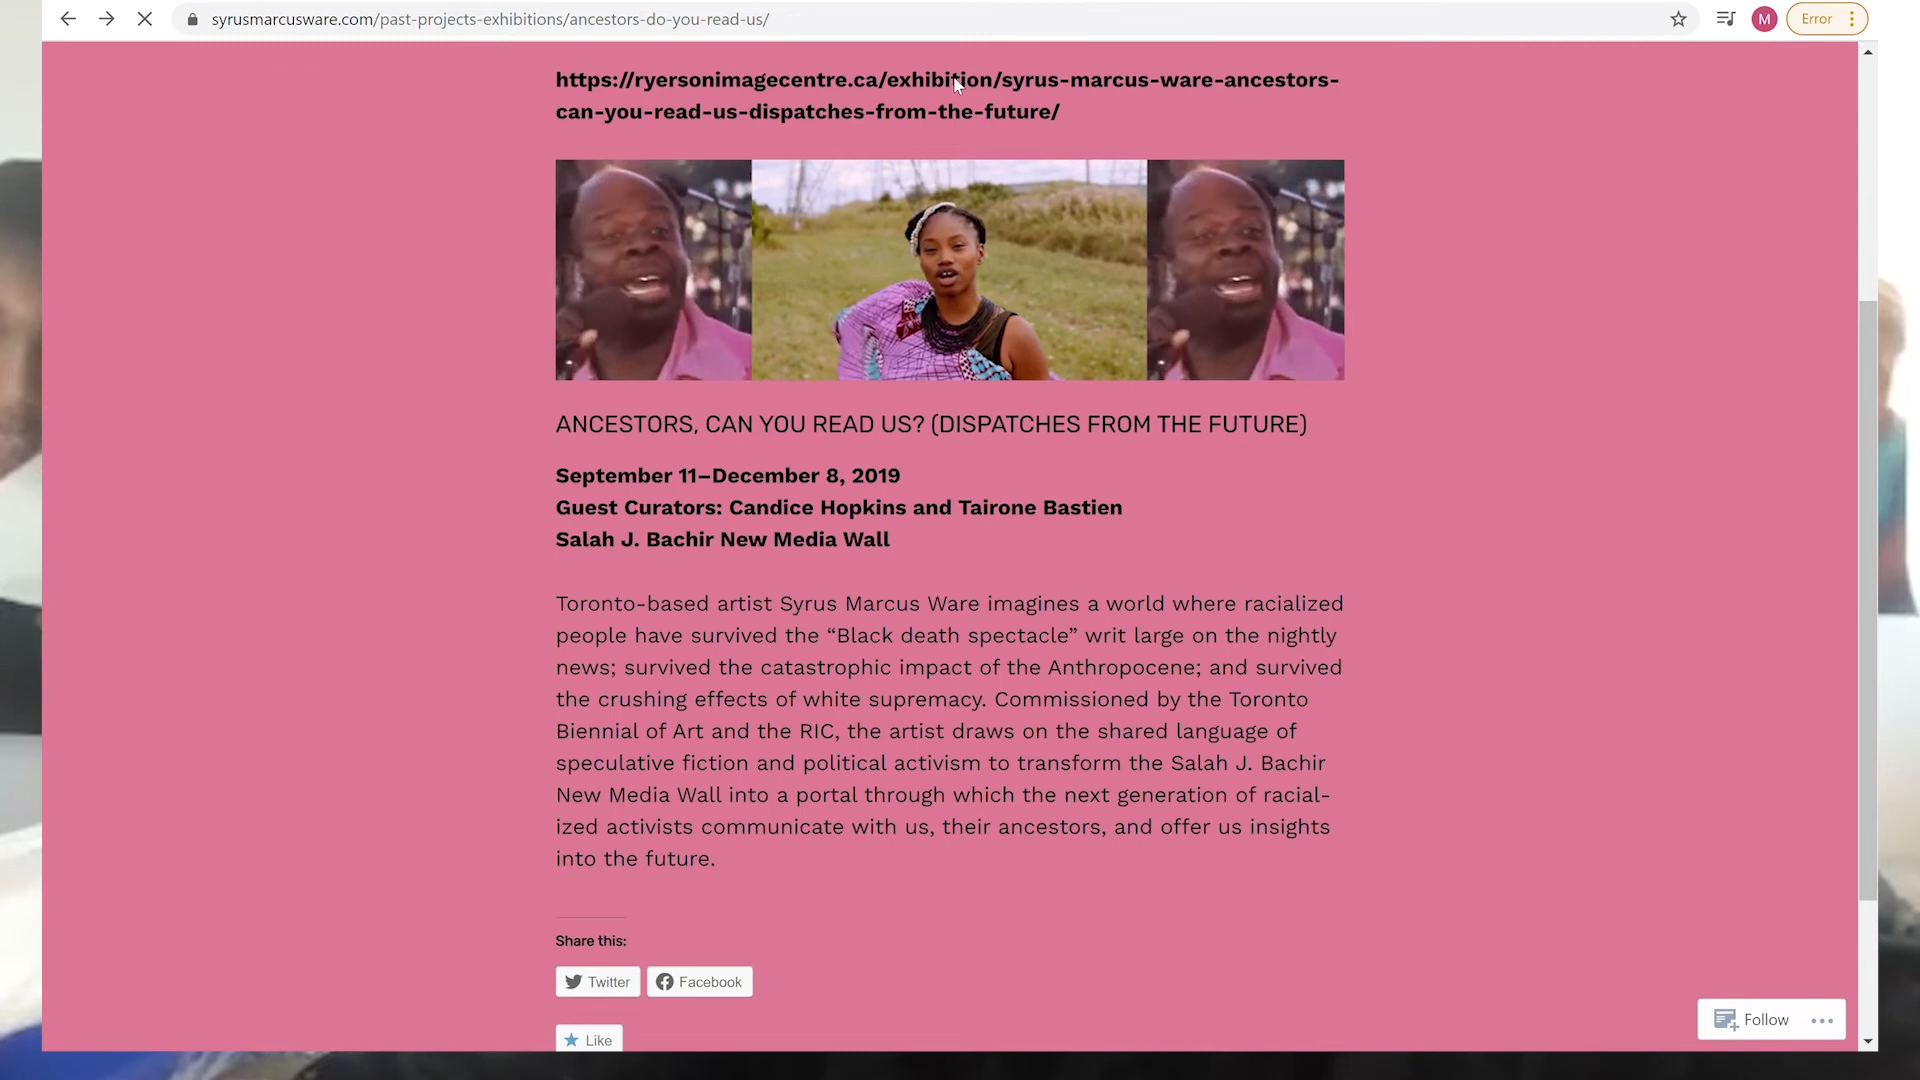 syrusmarcusware.com/past-projects-exhibitions/ancestors-do-you-read-us/
M
Error
https://ryersonimagecentre.ca/exhibition/syrus-marcus-ware-ancestors-
can-you-read-us-dispatches-from-the-future/
ANCESTORS, CAN YOU READ US? (DISPATCHES FROM THE FUTURE)
September 11–December 8, 2019
Guest Curators: Candice Hopkins and Tairone Bastien
Salah J. Bachir New Media Wall
Toronto-based artist Syrus Marcus Ware imagines a world where racialized
people have survived the “Black death spectacle” writ large on the nightly
news; survived the catastrophic impact of the Anthropocene; and survived
the crushing effects of white supremacy. Commissioned by the Toronto
Biennial of Art and the RIC, the artist draws on the shared language of
speculative fiction and political activism to transform the Salah J. Bachir
New Media Wall into a portal through which the next generation of racial-
ized activists communicate with us, their ancestors, and offer us insights
into the future.
Share this:
Twitter
Facebook
Like
Follow